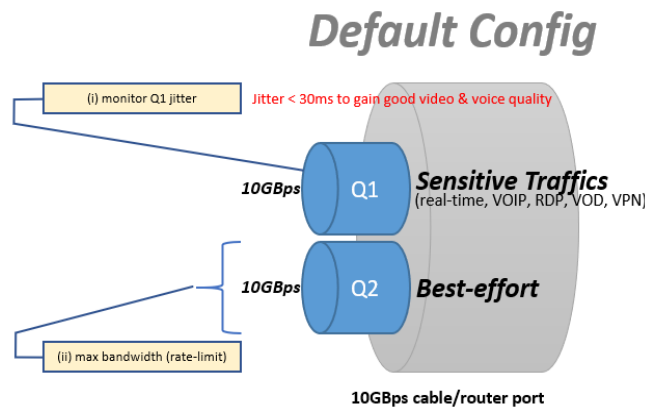 Default Config
(i) monitor Q1 jitter
Jitter < 30ms to gain good video & voice quality
10GBps
Q1
Sensitive Traffics
(real-time, VOIP, RDP, VOD, VPN)
10GBps
Q2
Best-effort
(ii) max bandwidth (rate-limit)
10GBps cable/router port